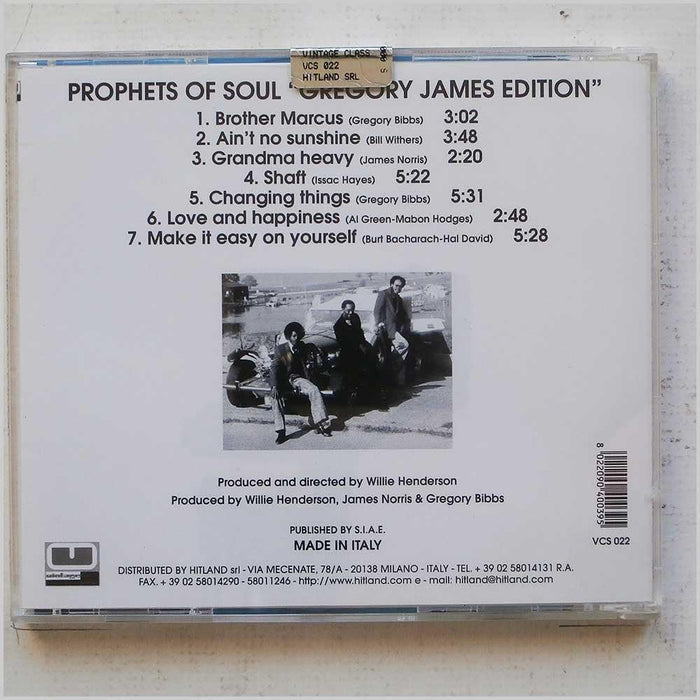 VINTAGE CLASS
VCS 022
HITLAND SRL
PROPHETS OF SOUL "GREGORY JAMES EDITION"
1. Brother Marcus (Gregory Bibbs) 3:02
2. Ain't no sunshine (Bill Withers) 3:48
3. Grandma heavy (James Norris) 2:20
4. Shaft (Issac Hayes) 5:22
5. Changing things (Gregory Bibbs) 5:31
6. Love and happiness (Al Green-Mabon Hodges) 2:48
7. Make it easy on yourself (Burt Bacharach-Hal David) 5:28
Produced and directed by Willie Henderson
Produced by Willie Henderson, James Norris & Gregory Bibbs
PUBLISHED BY S.I.A.E.
MADE IN ITALY
8 022090 400395
VCS 022
DISTRIBUTED BY HITLAND srl - VIA MECENATE, 78/A - 20138 MILANO - ITALY - TEL. + 39 02 58014131 R.A.
FAX. + 39 02 58014290 - 58011246 - http://www.hitland.com e - mail: hitland@hitland.com